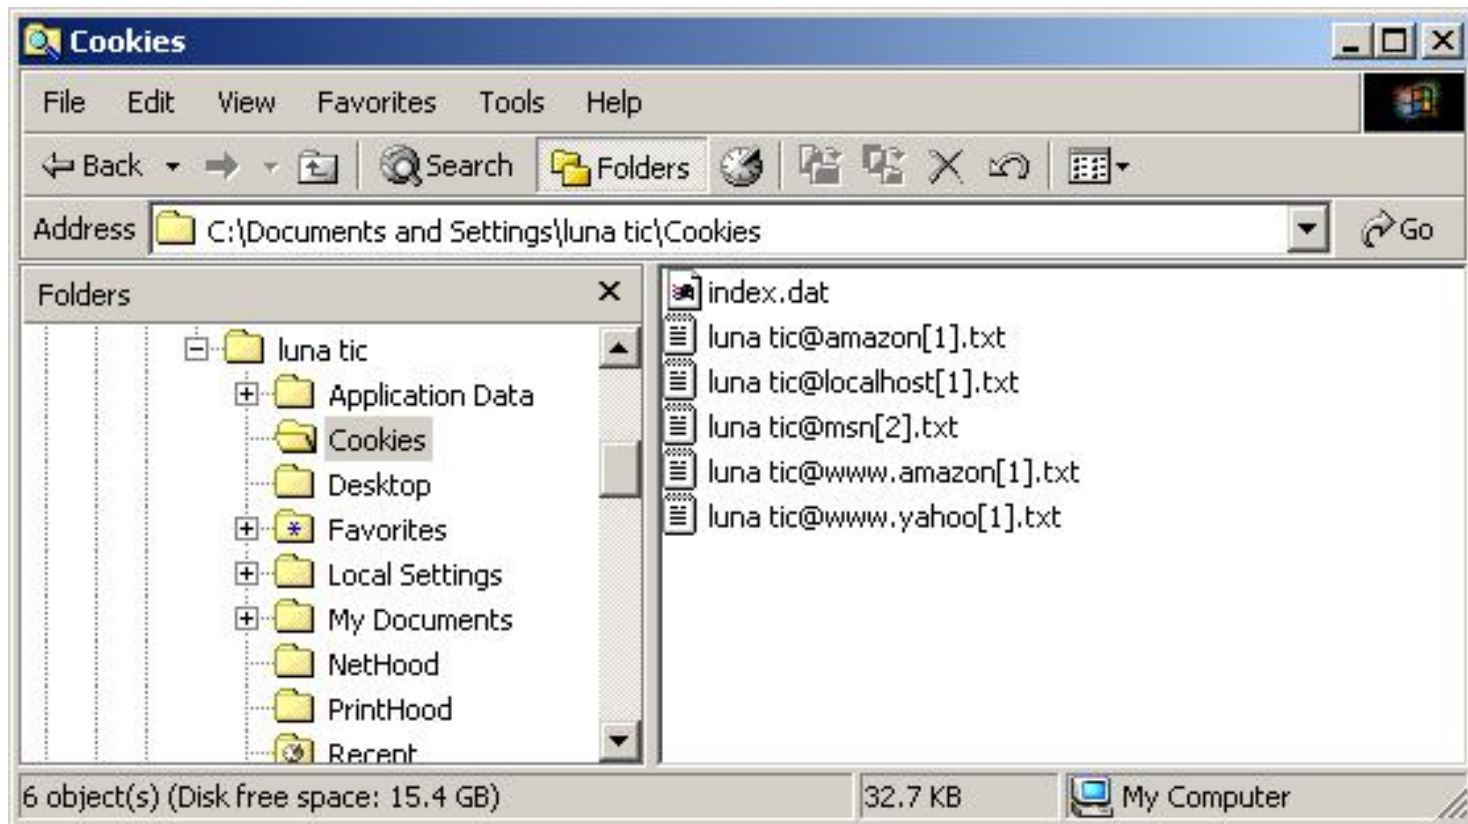 Cookies
File Edit View Favorites Tools Help
Back Search Folders
Address C:\Documents and Settings\luna tic\Cookies Go
Folders
luna tic
Application Data
Cookies
Desktop
Favorites
Local Settings
My Documents
NetHood
PrintHood
Recent
index.dat
luna tic@amazon[1].txt
luna tic@localhost[1].txt
luna tic@msn[2].txt
luna tic@www.amazon[1].txt
luna tic@www.yahoo[1].txt
6 object(s) (Disk free space: 15.4 GB) 32.7 KB My Computer